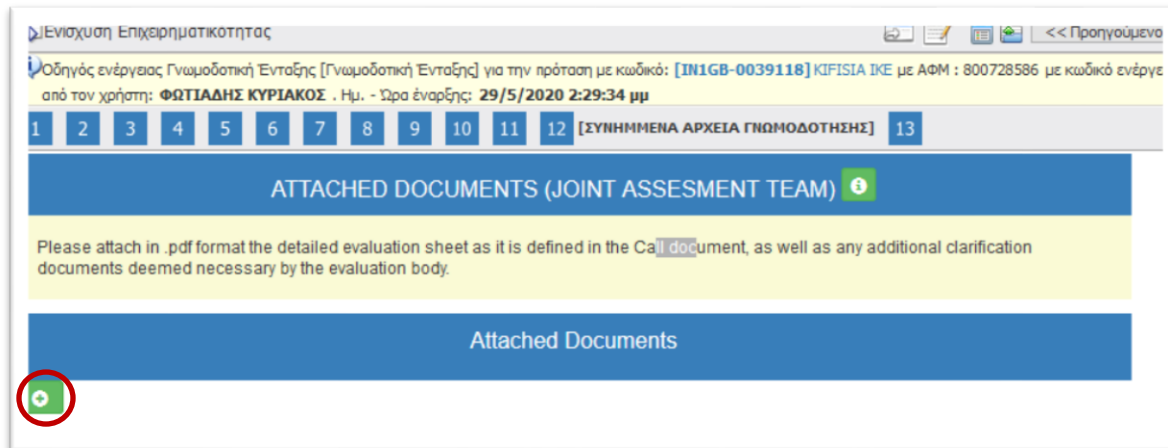 Ενίσχυση Επιχειρηματικότητας << Προηγούμενο
Οδηγός ενέργειας Γνωμοδοτική Ένταξης [Γνωμοδοτική Ένταξης] για την πρόταση με κωδικό: [IN1GB-0039118] KIFISIA IKE με ΑΦΜ : 800728586 με κωδικό ενέργε
από τον χρήστη: ΦΩΤΙΑΔΗΣ ΚΥΡΙΑΚΟΣ . Ημ. - Ώρα έναρξης: 29/5/2020 2:29:34 μμ
1 2 3 4 5 6 7 8 9 10 11 12 [ΣΥΝΗΜΜΕΝΑ ΑΡΧΕΙΑ ΓΝΩΜΟΔΟΤΗΣΗΣ] 13
ATTACHED DOCUMENTS (JOINT ASSESMENT TEAM)
Please attach in .pdf format the detailed evaluation sheet as it is defined in the Call document, as well as any additional clarification
documents deemed necessary by the evaluation body.
Attached Documents